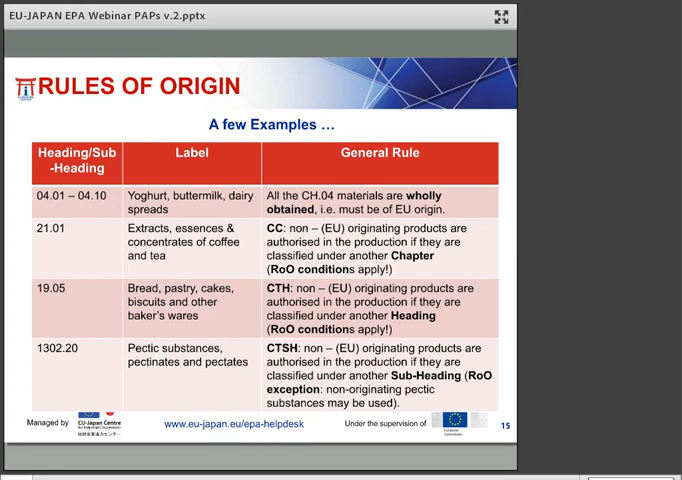 EU-JAPAN EPA Webinar PAPs v.2.pptx
RULES OF ORIGIN
A few Examples …
Heading/Sub
-Heading
Label
General Rule
04.01 – 04.10
Yoghurt, buttermilk, dairy
spreads
All the CH.04 materials are wholly
obtained, i.e. must be of EU origin.
21.01
Extracts, essences &
concentrates of coffee
and tea
CC: non – (EU) originating products are
authorised in the production if they are
classified under another Chapter
(RoO conditions apply!)
19.05
Bread, pastry, cakes,
biscuits and other
baker's wares
CTH: non – (EU) originating products are
authorised in the production if they are
classified under another Heading
(RoO conditions apply!)
1302.20
Pectic substances,
pectinates and pectates
CTSH: non – (EU) originating products are
authorised in the production if they are
classified under another Sub-Heading (RoO
exception: non-originating pectic
substances may be used).
Managed by
EU-Japan Centre
www.eu-japan.eu/epa-helpdesk
Under the supervision of
European
Commission
15